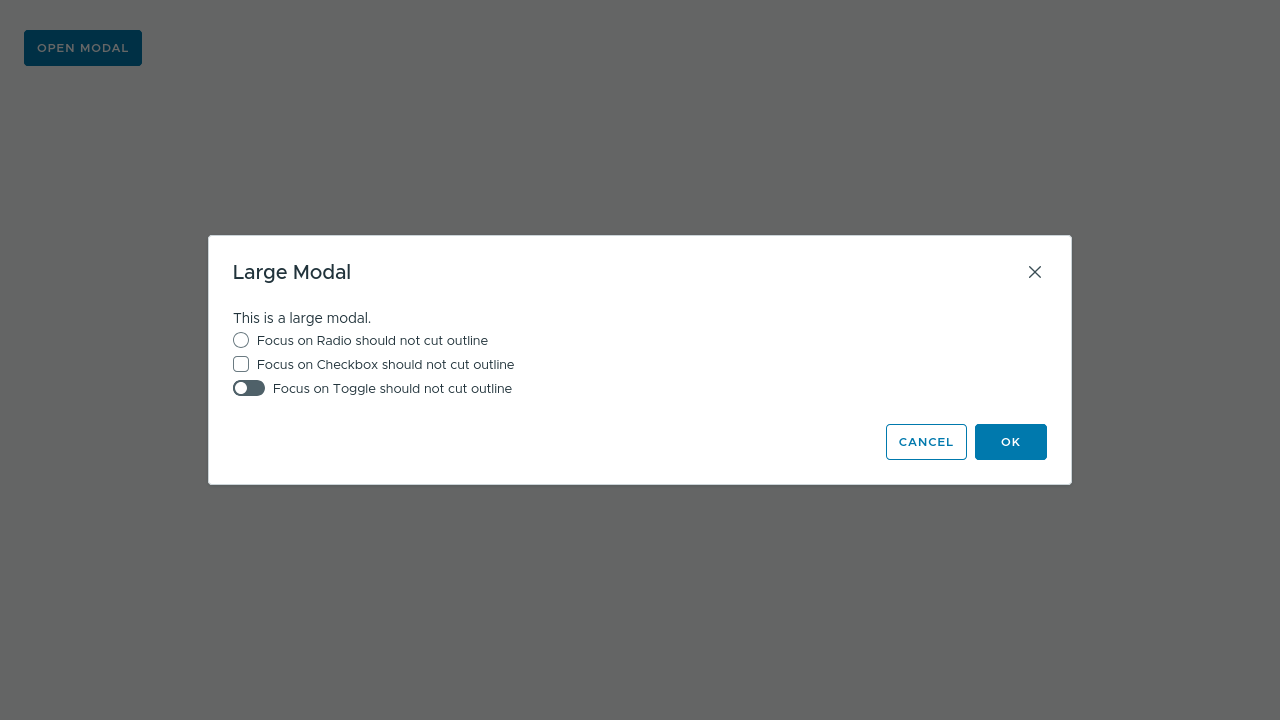 OPEN MODAL
Large Modal
This is a large modal.
Focus on Radio should not cut outline
Focus on Checkbox should not cut outline
Focus on Toggle should not cut outline
CANCEL
OK